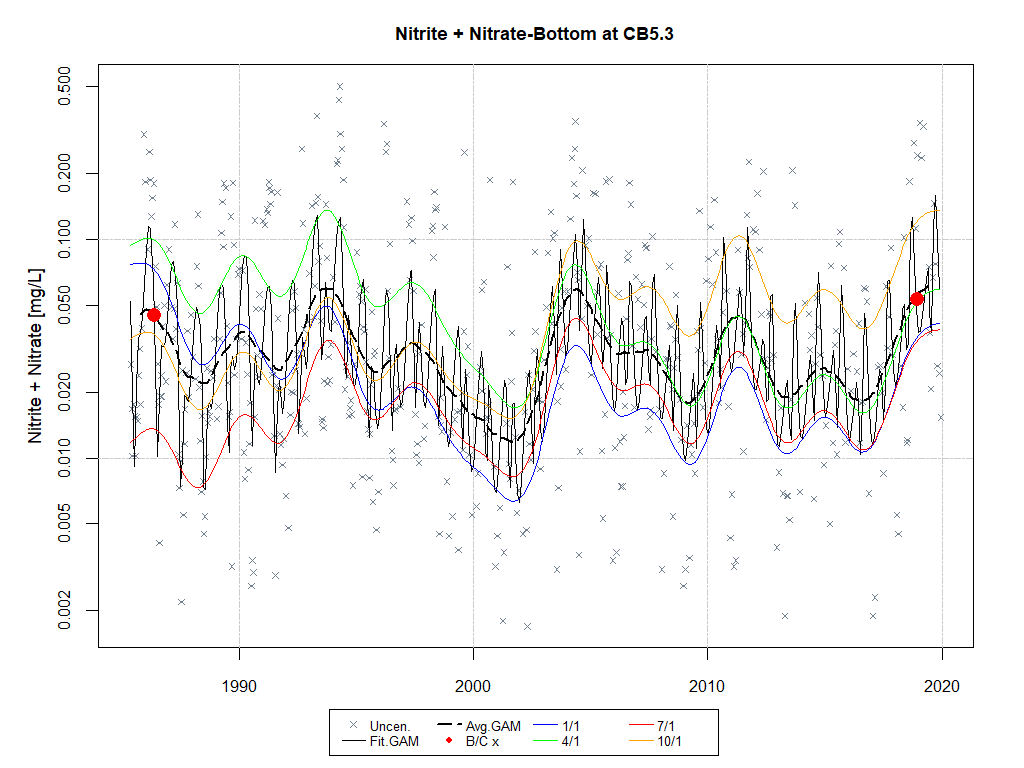 Nitrite + Nitrate-Bottom at CB5.3
Nitrite + Nitrate [mg/L]
0.500
0.200
0.100
0.050
0.020
0.010
0.005
0.002
1990 2000 2010 2020
Uncen. Avg.GAM 1/1 7/1
Fit.GAM B/C x 4/1 10/1